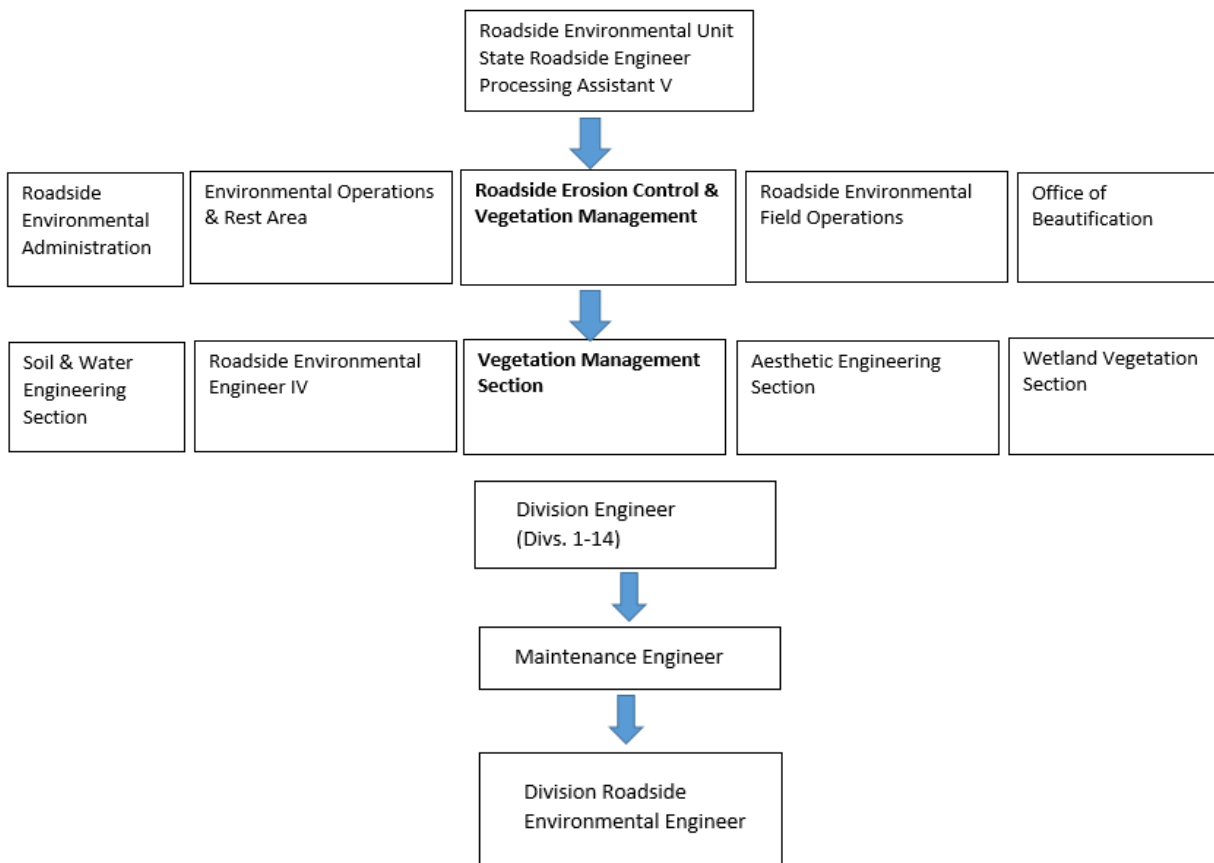 Roadside Environmental Unit
State Roadside Engineer
Processing Assistant V
Roadside
Environmental
Administration
Environmental Operations
& Rest Area
Roadside Erosion Control &
Vegetation Management
Roadside Environmental
Field Operations
Office of
Beautification
Soil & Water
Engineering
Section
Roadside Environmental
Engineer IV
Vegetation Management
Section
Aesthetic Engineering
Section
Wetland Vegetation
Section
Division Engineer
(Divs. 1-14)
Maintenance Engineer
Division Roadside
Environmental Engineer